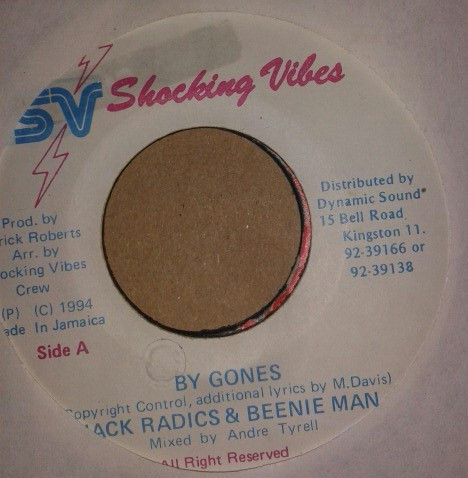 SV Shocking Vibes
Distributed by
Dynamic Sound
15 Bell Road
Kingston 11.
92-39166 or
92-39138
Prod. by
rick Roberts
Arr. by
ocking Vibes
Crew
(P) (C) 1994
ade In Jamaica
Side A
BY GONES
Copyright Control, additional lyrics by M.Davis)
JACK RADICS & BEENIE MAN
Mixed by Andre Tyrell
All Right Reserved